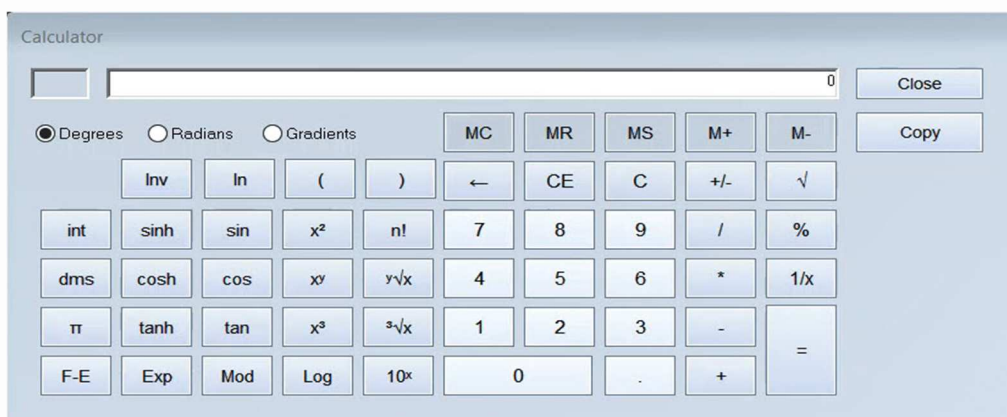 Calculator
0 Close
Degrees Radians Gradients MC MR MS M+ M- Copy
Inv In ( ) ← CE C +/- √
int sinh sin x² n! 7 8 9 / %
dms cosh cos xʸ ʸ√x 4 5 6 * 1/x
π tanh tan x³ ³√x 1 2 3 - =
F-E Exp Mod Log 10ˣ 0 . +